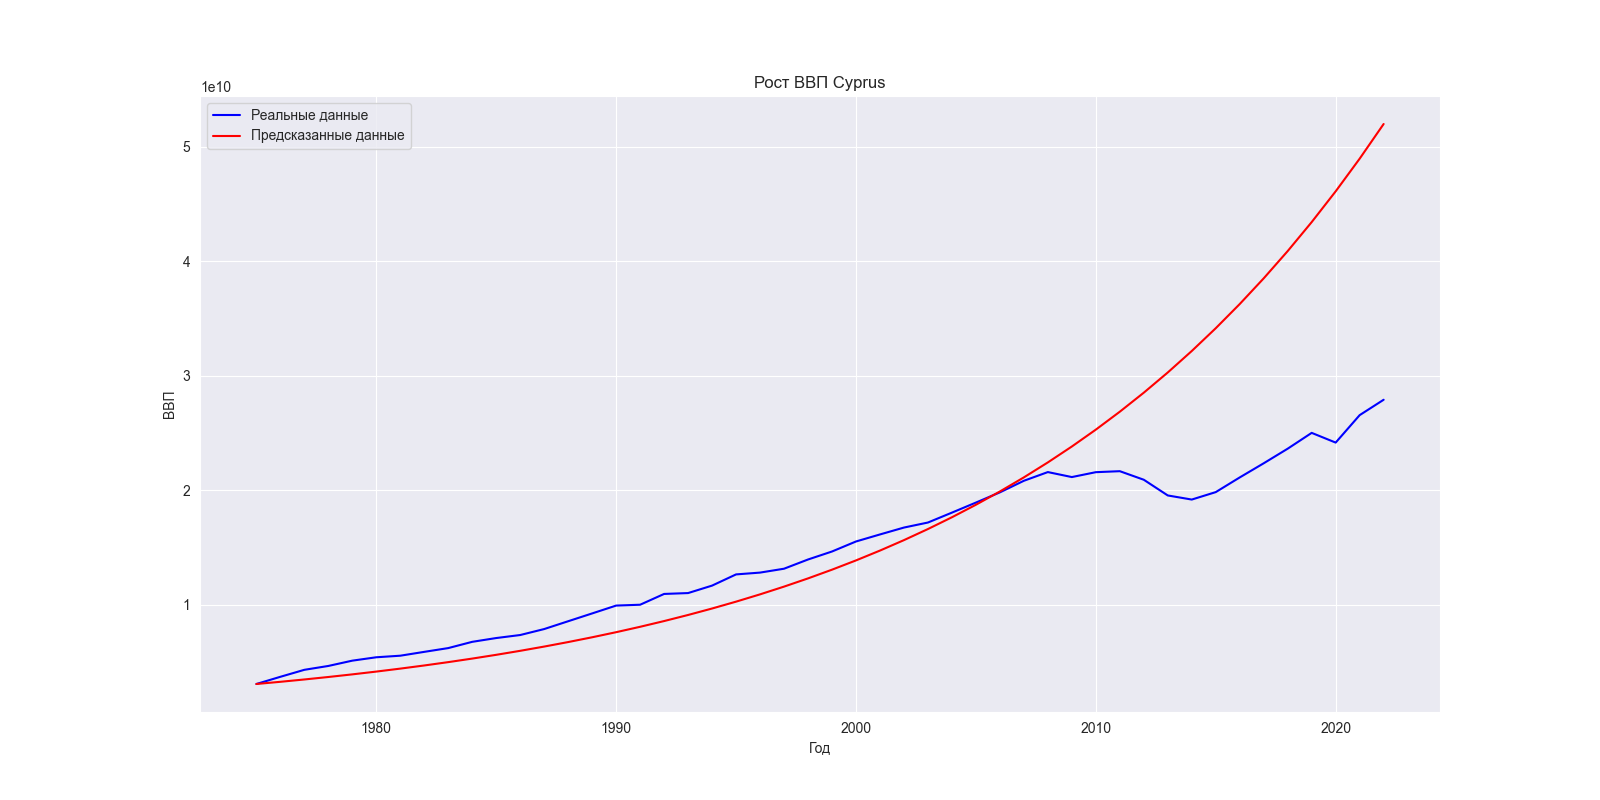 Рост ВВП Cyprus
1e10
Реальные данные
Предсказанные данные
5
4
3
2
1
ВВП
1980
1990
2000
2010
2020
Год